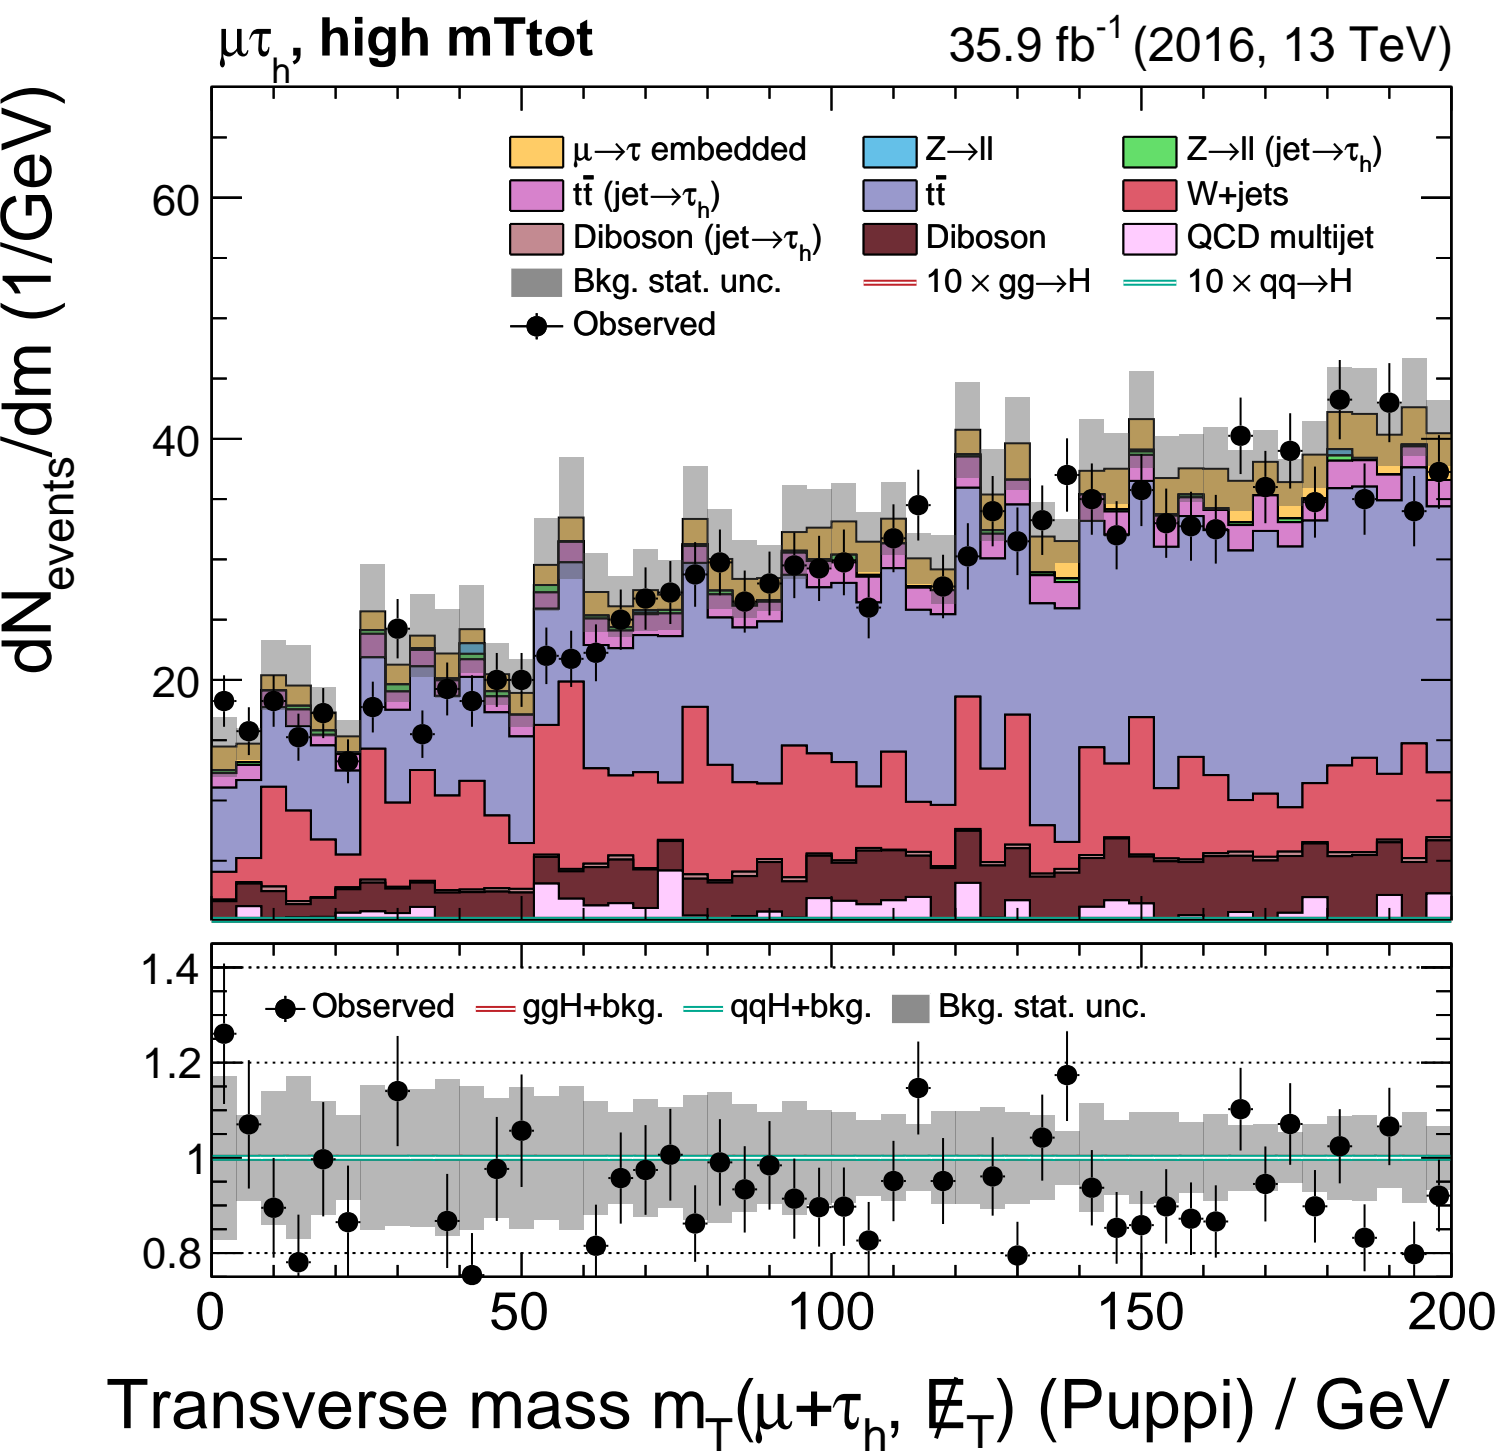 μτh, high mTtot 35.9 fb-1 (2016, 13 TeV)
dNevents/dm (1/GeV)
μ→τ embedded Z→ll Z→ll (jet→τh)
tt̄ (jet→τh) tt̄ W+jets
Diboson (jet→τh) Diboson QCD multijet
Bkg. stat. unc. 10 × gg→H 10 × qq→H
Observed
60
40
20
1.4
Observed ggH+bkg. qqH+bkg. Bkg. stat. unc.
1.2
1
0.8
0 50 100 150 200
Transverse mass mT(μ+τh, E̸T) (Puppi) / GeV